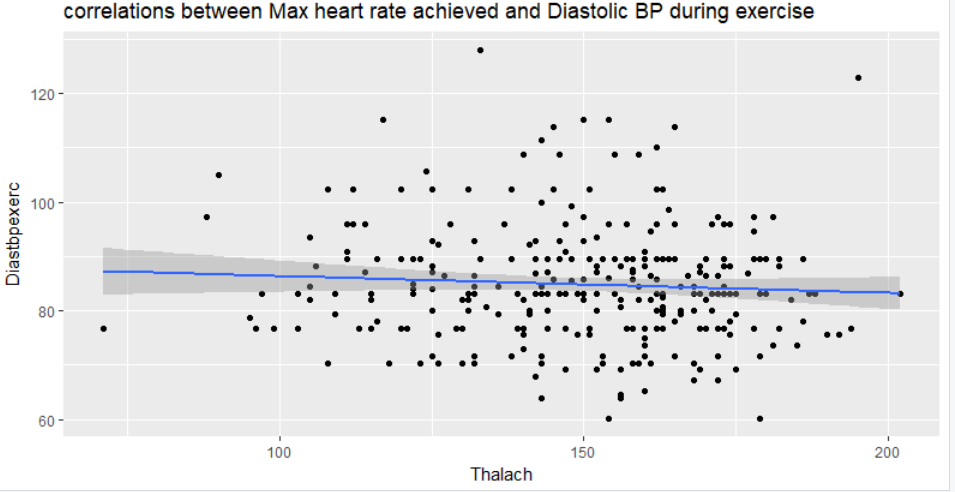 correlations between Max heart rate achieved and Diastolic BP during exercise
120
100
80
60
Diastbpexerc
100
150
200
Thalach